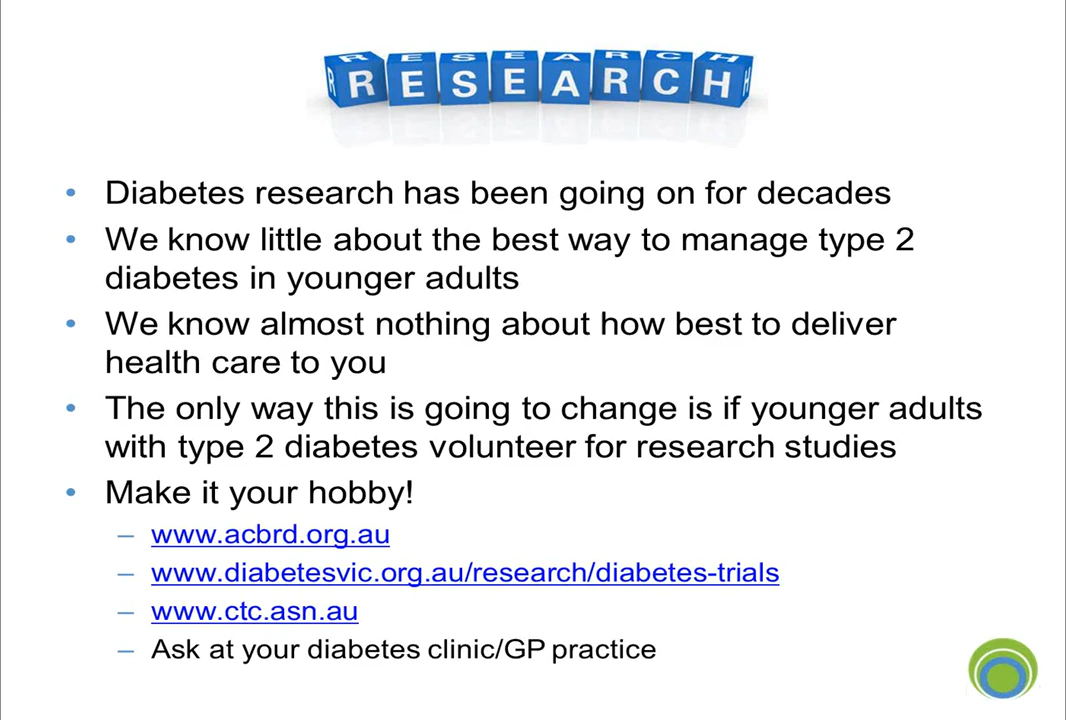 RESEARCH
• Diabetes research has been going on for decades
• We know little about the best way to manage type 2
diabetes in younger adults
• We know almost nothing about how best to deliver
health care to you
• The only way this is going to change is if younger adults
with type 2 diabetes volunteer for research studies
• Make it your hobby!
– www.acbrd.org.au
– www.diabetesvic.org.au/research/diabetes-trials
– www.ctc.asn.au
– Ask at your diabetes clinic/GP practice